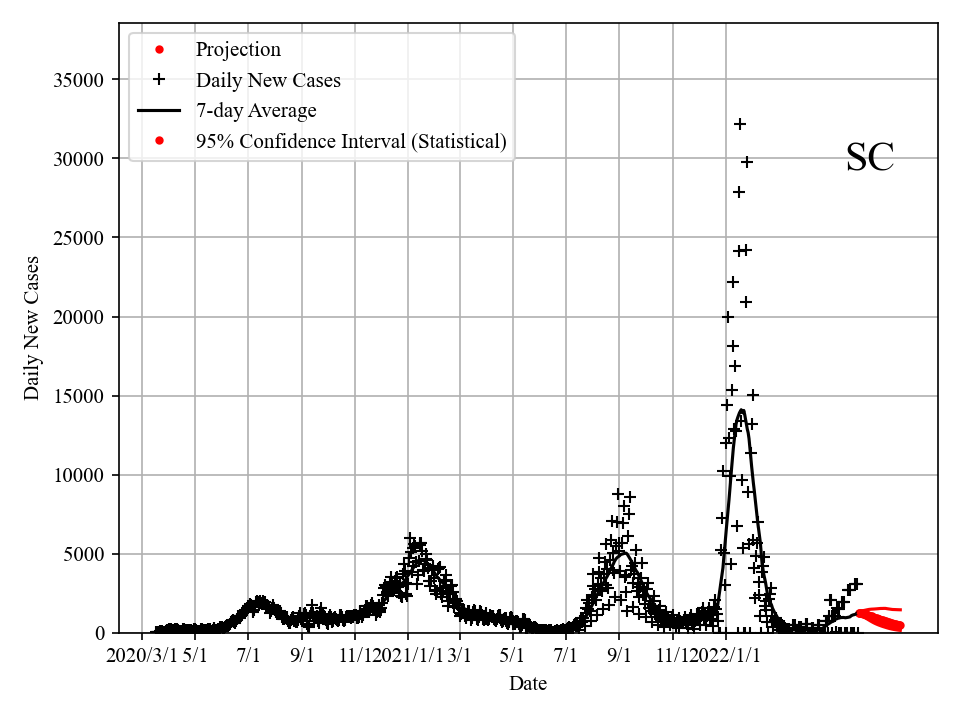 Projection
Daily New Cases
7-day Average
95% Confidence Interval (Statistical)
SC
Daily New Cases
35000
30000
25000
20000
15000
10000
5000
0
2020/3/1 5/1 7/1 9/1 11/1 2021/1/1 3/1 5/1 7/1 9/1 11/1 2022/1/1
Date